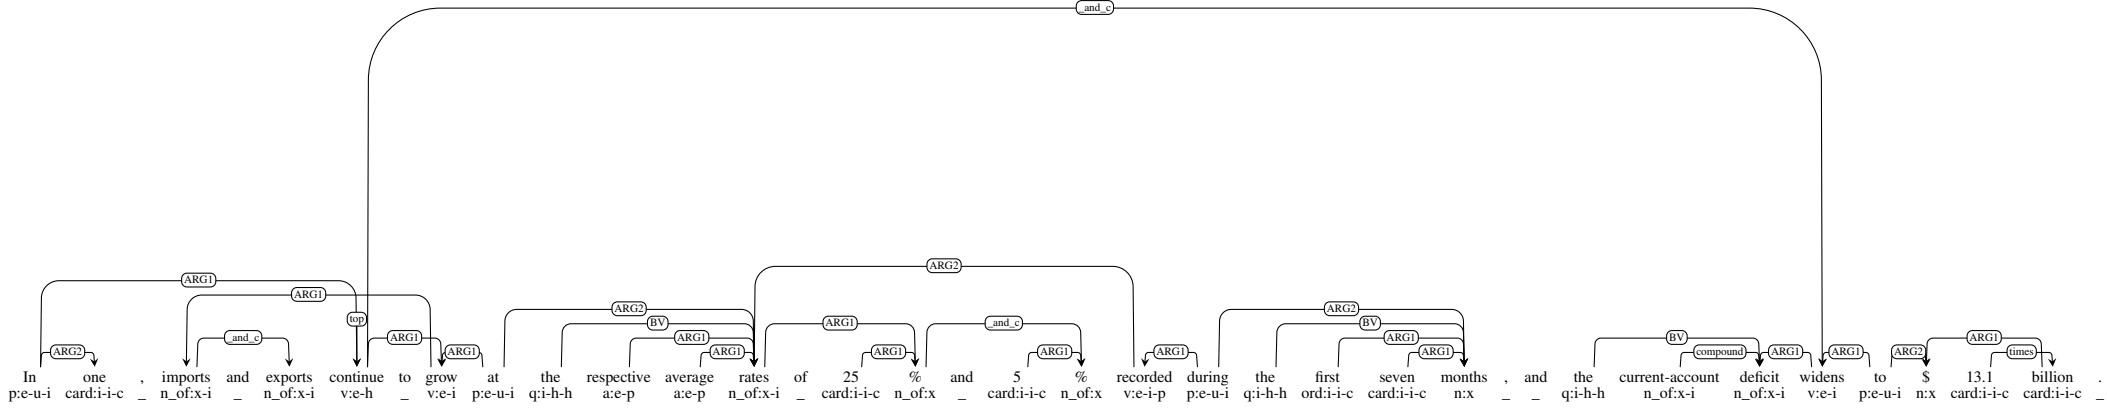 _and_c
ARG2
ARG1
ARG1
ARG2 ARG2
top BV ARG1 BV
_and_c ARG1 _and_c ARG1 BV ARG1
ARG2 ARG1 ARG1 ARG1 ARG1 ARG1 ARG1 ARG1 compound ARG1 ARG1 ARG2 times
In one , imports and exports continue to grow at the respective average rates of 25 % and 5 % recorded during the first seven months , and the current-account deficit widens to $ 13.1 billion .
p:e-u-i card:i-i-c _ n_of:x-i _ n_of:x-i v:e-h _ v:e-i p:e-u-i q:i-h-h a:e-p a:e-p n_of:x-i _ card:i-i-c n_of:x _ card:i-i-c n_of:x v:e-i-p p:e-u-i q:i-h-h ord:i-i-c card:i-i-c n:x _ _ q:i-h-h n_of:x-i n_of:x-i v:e-i p:e-u-i n:x card:i-i-c card:i-i-c _